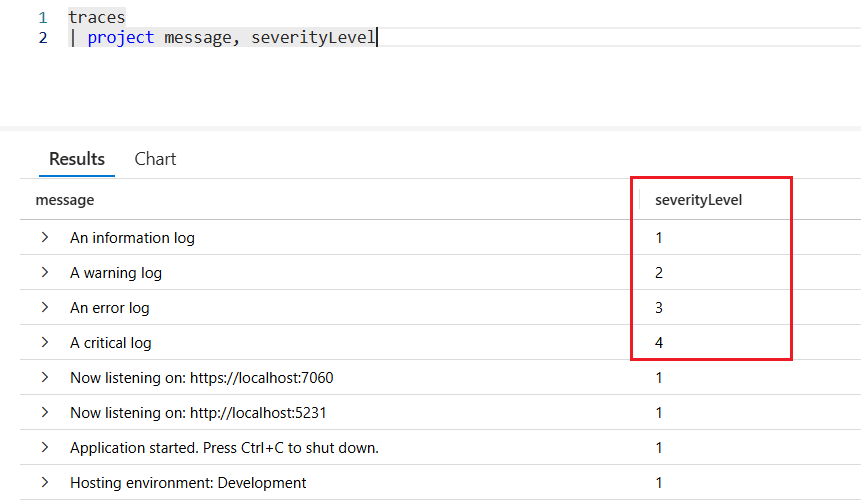 1 traces
2 | project message, severityLevel
Results Chart
message severityLevel
An information log 1
A warning log 2
An error log 3
A critical log 4
Now listening on: https://localhost:7060 1
Now listening on: http://localhost:5231 1
Application started. Press Ctrl+C to shut down. 1
Hosting environment: Development 1